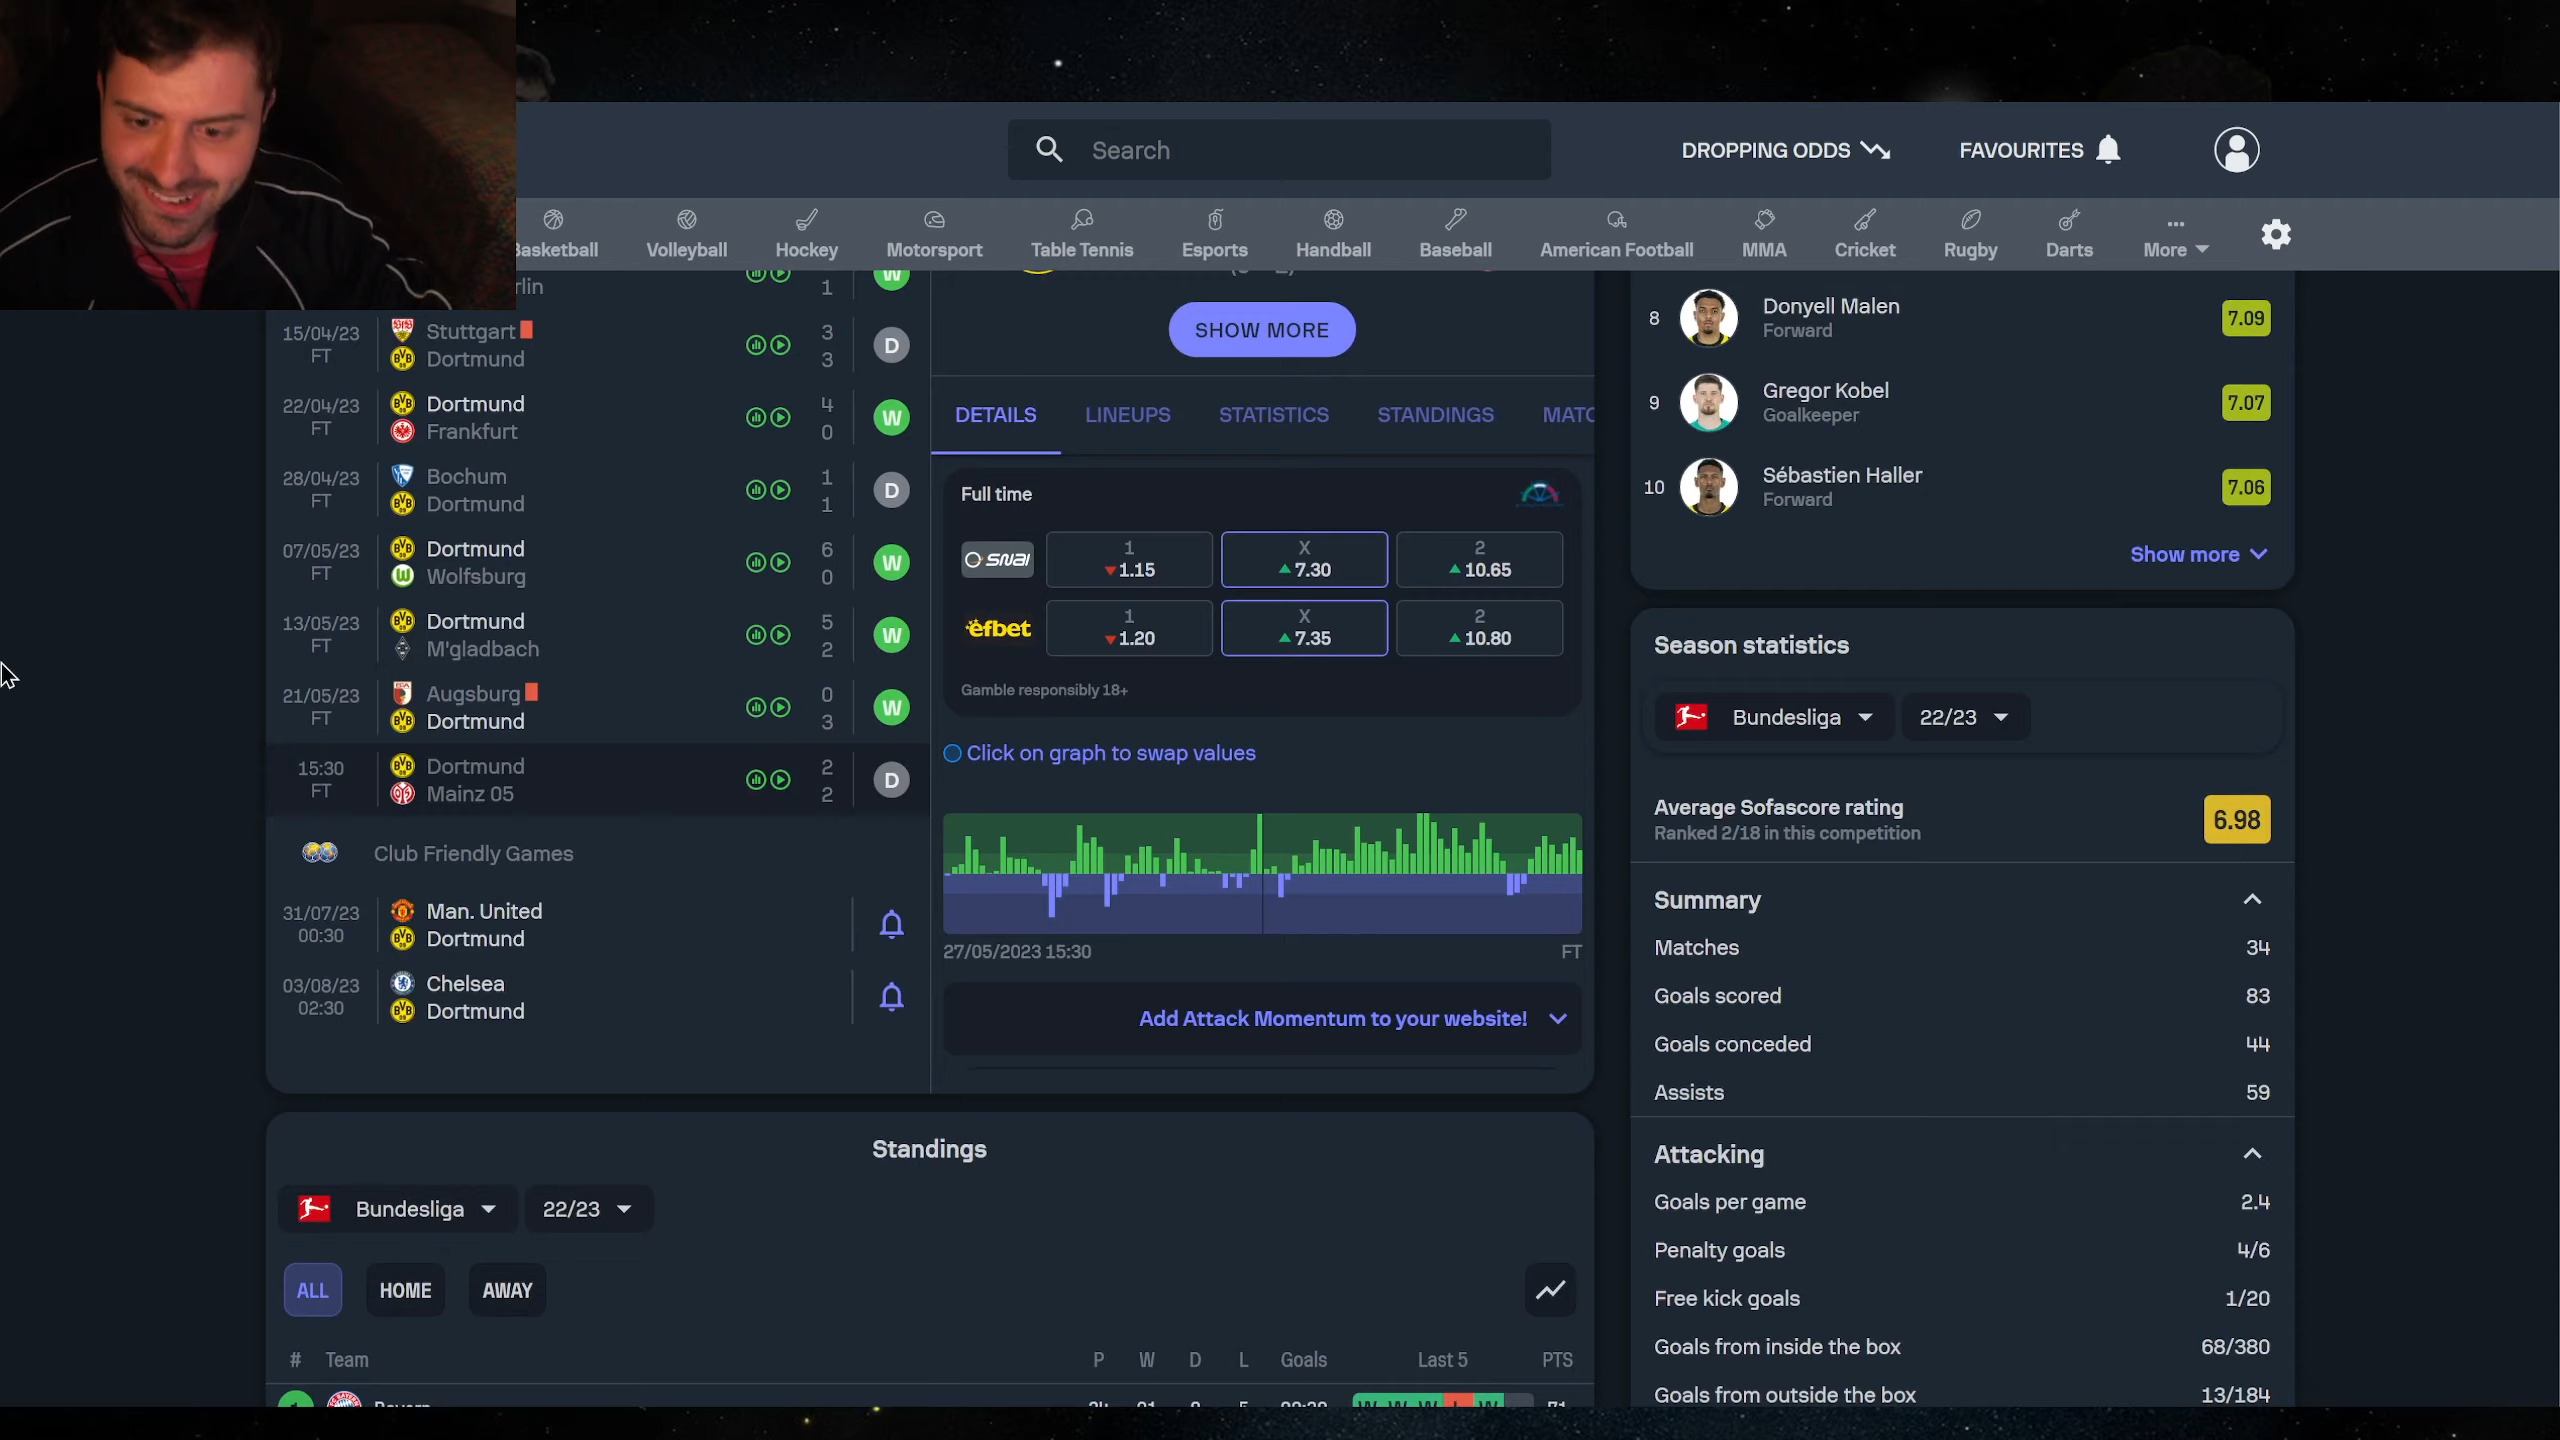 Search
DROPPING ODDS
FAVOURITES
Basketball
Volleyball
Hockey
Motorsport
Table Tennis
Esports
Handball
Baseball
American Football
MMA
Cricket
Rugby
Darts
More
rlin
1
W
15/04/23
FT
Stuttgart
Dortmund
3
3
D
22/04/23
FT
Dortmund
Frankfurt
4
0
W
28/04/23
FT
Bochum
Dortmund
1
1
D
07/05/23
FT
Dortmund
Wolfsburg
6
0
W
13/05/23
FT
Dortmund
M'gladbach
5
2
W
21/05/23
FT
Augsburg
Dortmund
0
3
W
15:30
FT
Dortmund
Mainz 05
2
2
D
Club Friendly Games
31/07/23
00:30
Man. United
Dortmund
03/08/23
02:30
Chelsea
Dortmund
SHOW MORE
DETAILS
LINEUPS
STATISTICS
STANDINGS
MATC
Full time
SNAI
1
1.15
X
7.30
2
10.65
efbet
1
1.20
X
7.35
2
10.80
Gamble responsibly 18+
Click on graph to swap values
27/05/2023 15:30
FT
Add Attack Momentum to your website!
8
Donyell Malen
Forward
7.09
9
Gregor Kobel
Goalkeeper
7.07
10
Sébastien Haller
Forward
7.06
Show more
Season statistics
Bundesliga
22/23
Average Sofascore rating
Ranked 2/18 in this competition
6.98
Summary
Matches
34
Goals scored
83
Goals conceded
44
Assists
59
Attacking
Goals per game
2.4
Penalty goals
4/6
Free kick goals
1/20
Goals from inside the box
68/380
Goals from outside the box
13/184
Standings
Bundesliga
22/23
ALL
HOME
AWAY
#
Team
P
W
D
L
Goals
Last 5
PTS